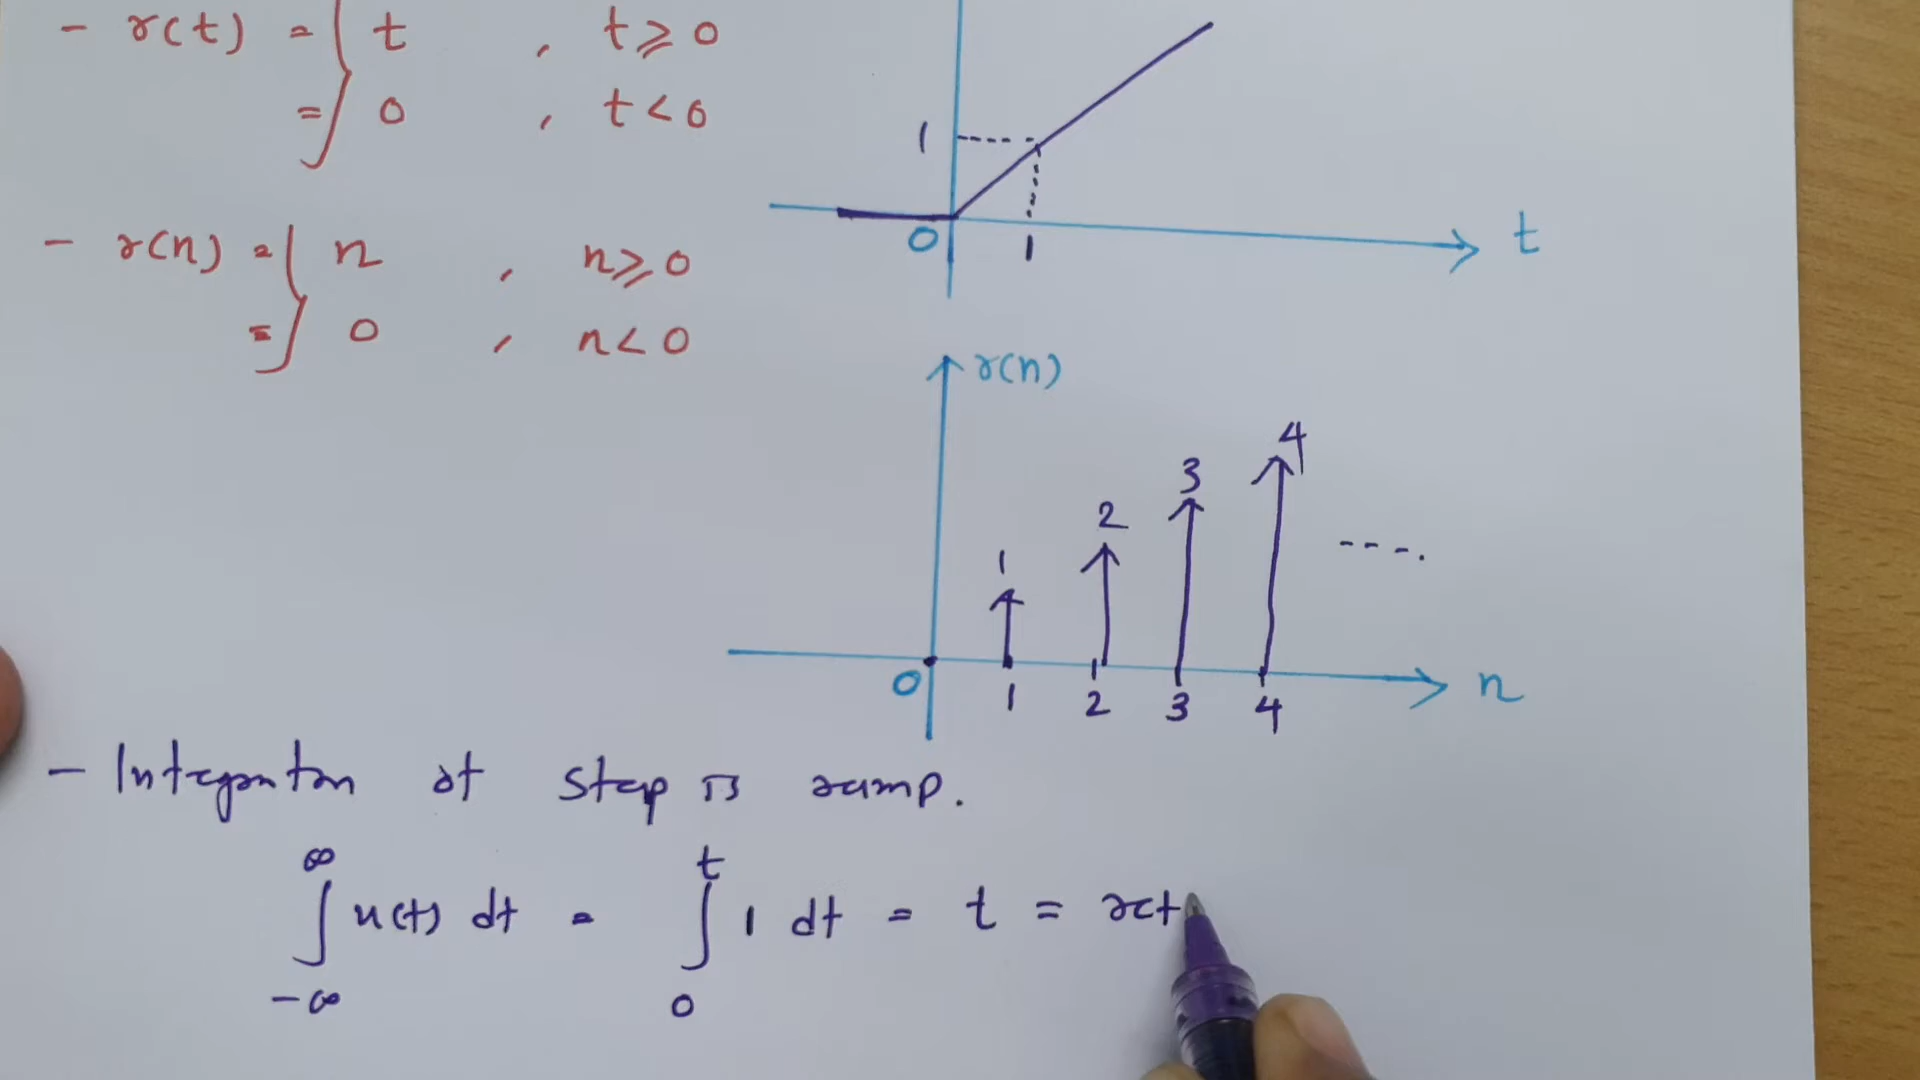 - r(t) = { t , t ≥ 0
= 0 , t < 0
1
0 1 t
- r(n) = { n , n ≥ 0
= 0 , n < 0
r(n)
1 2 3 4 ----.
0 1 2 3 4 n
- Integration of step is ramp.
∫_{-∞}^{∞} u(t) dt = ∫_{0}^{t} 1 dt = t = r(t